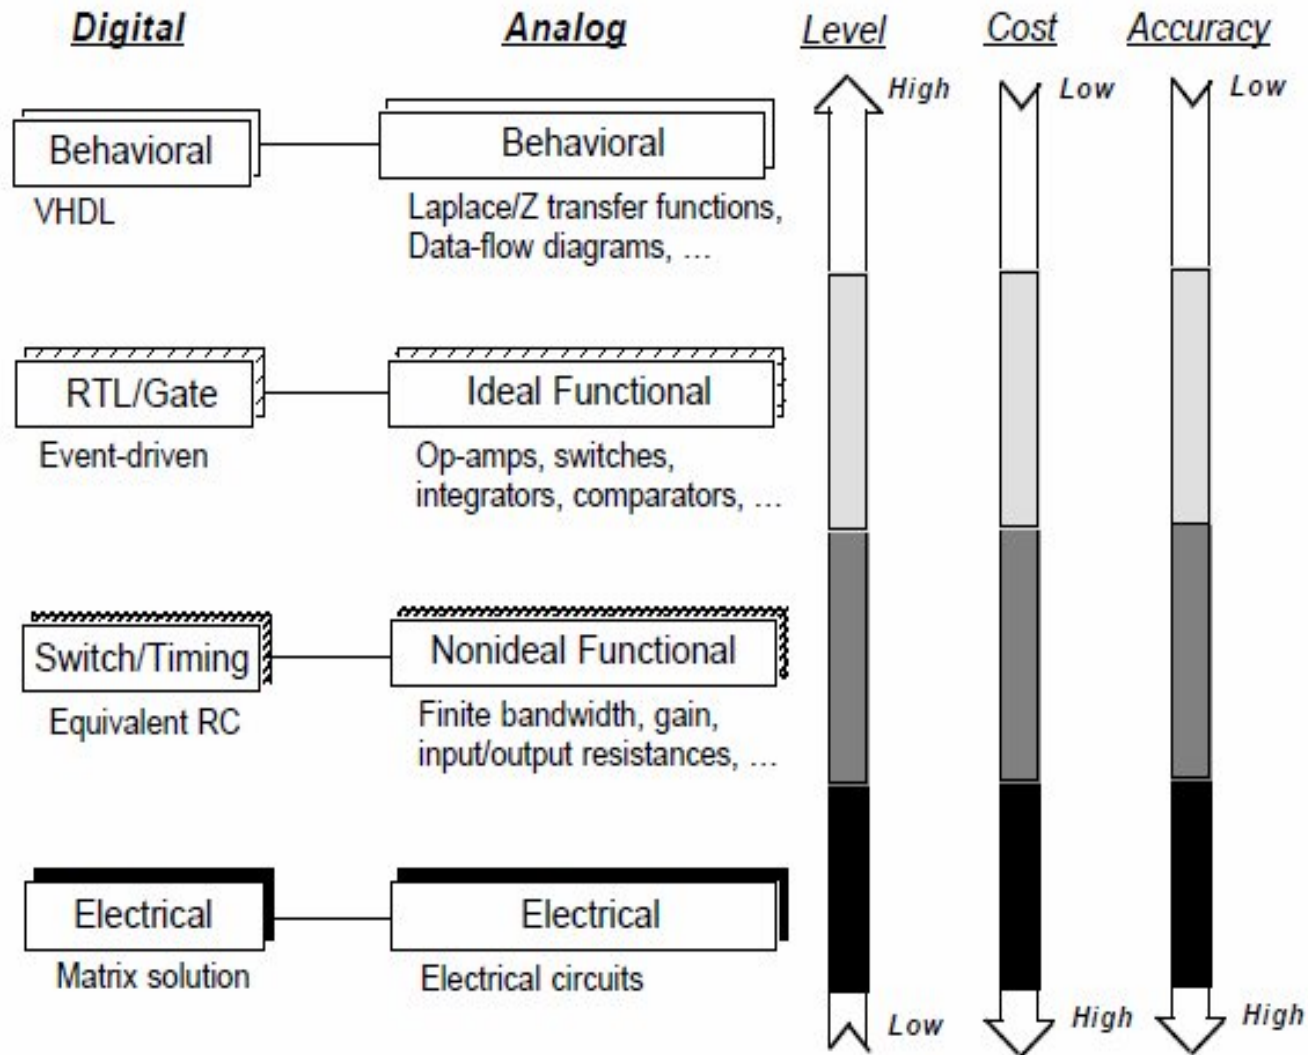 Digital
Analog
Level
Cost
Accuracy
High
Low
Low
Behavioral
Behavioral
VHDL
Laplace/Z transfer functions,
Data-flow diagrams, …
RTL/Gate
Ideal Functional
Event-driven
Op-amps, switches,
integrators, comparators, …
Switch/Timing
Nonideal Functional
Equivalent RC
Finite bandwidth, gain,
input/output resistances, …
Electrical
Electrical
Matrix solution
Electrical circuits
Low
High
High